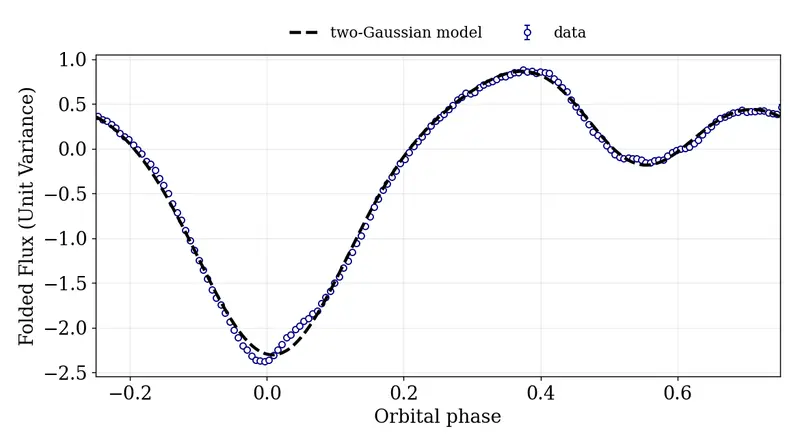 two-Gaussian model data
1.0
0.5
0.0
−0.5
−1.0
−1.5
−2.0
−2.5
Folded Flux (Unit Variance)
−0.2 0.0 0.2 0.4 0.6
Orbital phase